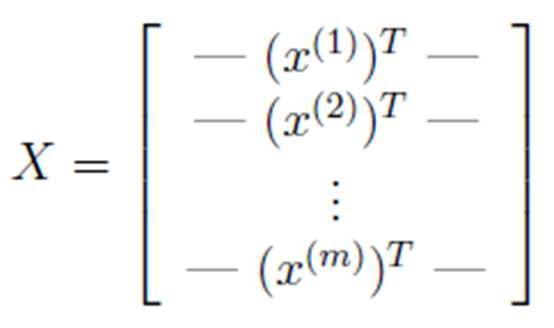 — (x^{(1)})^T —
— (x^{(2)})^T —
X =
⋮
— (x^{(m)})^T —